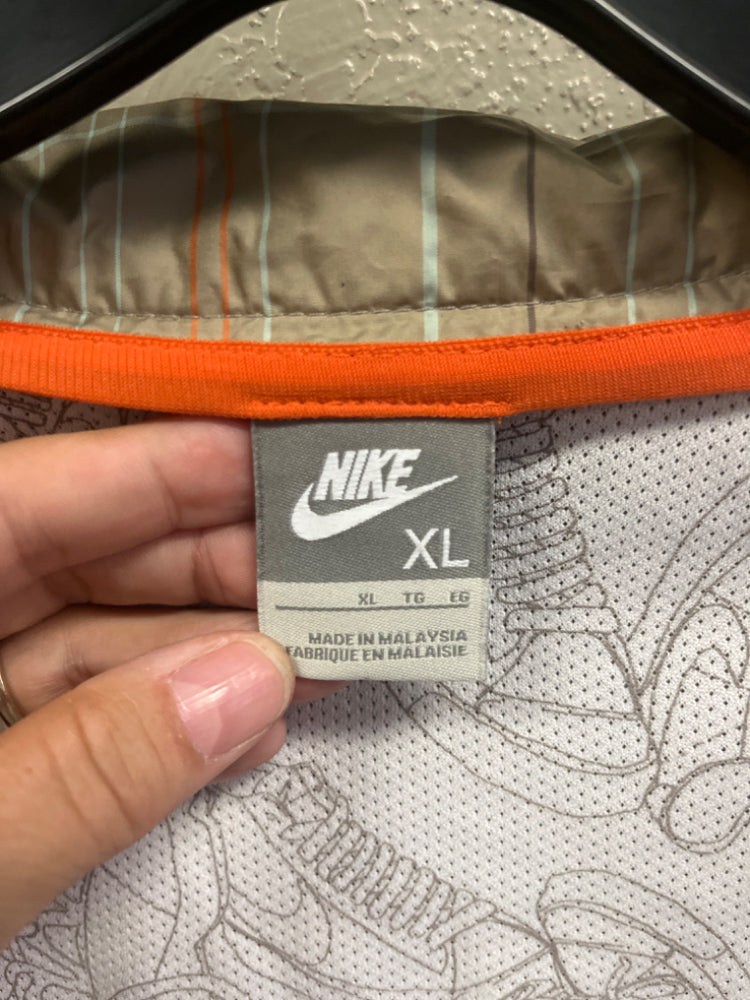 NIKE
XL
XL TG EG
MADE IN MALAYSIA
FABRIQUE EN MALAISIE